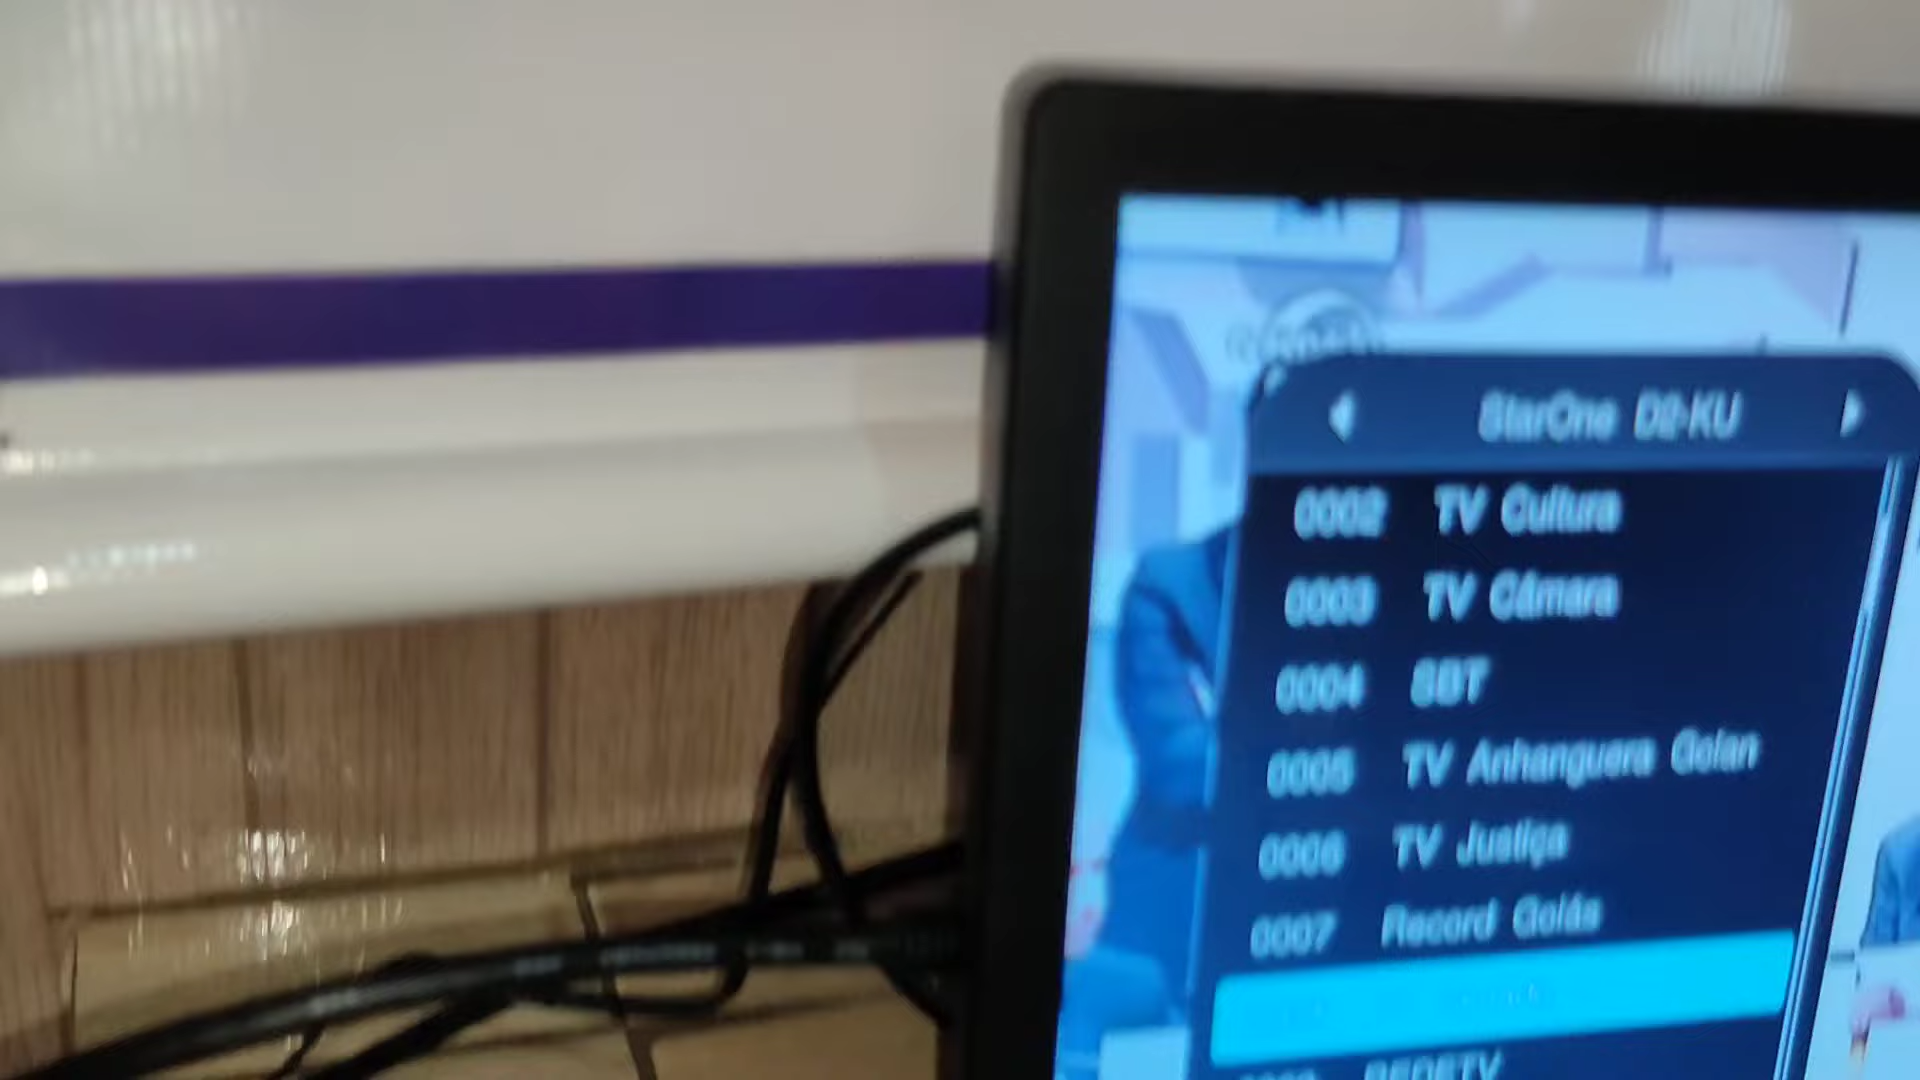 StarOne D2-KU
0002 TV Cultura
0003 TV Câmara
0004 SBT
0005 TV Anhanguera Goian
0006 TV Justiça
0007 Record Goiás
REDETV